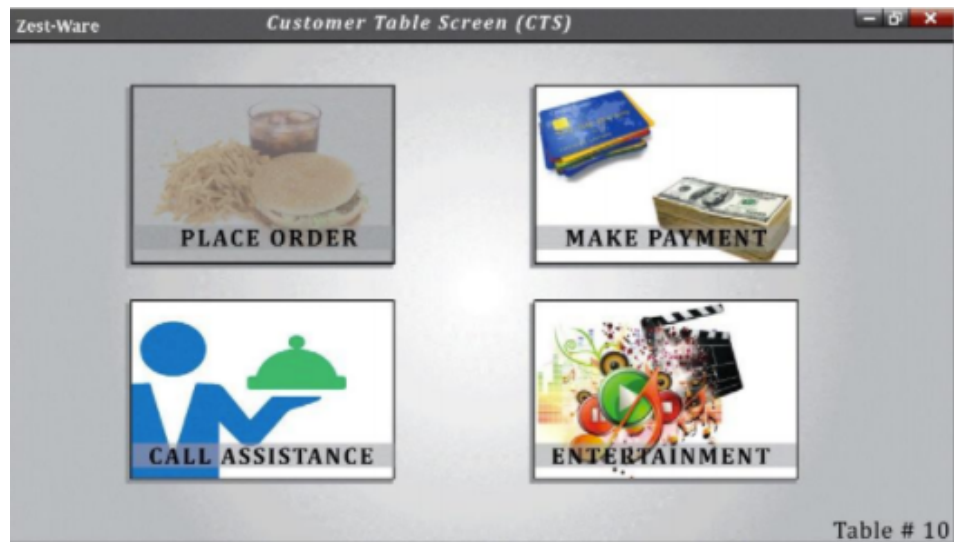 Zest-Ware
Customer Table Screen (CTS)
PLACE ORDER
MAKE PAYMENT
CALL ASSISTANCE
ENTERTAINMENT
Table # 10